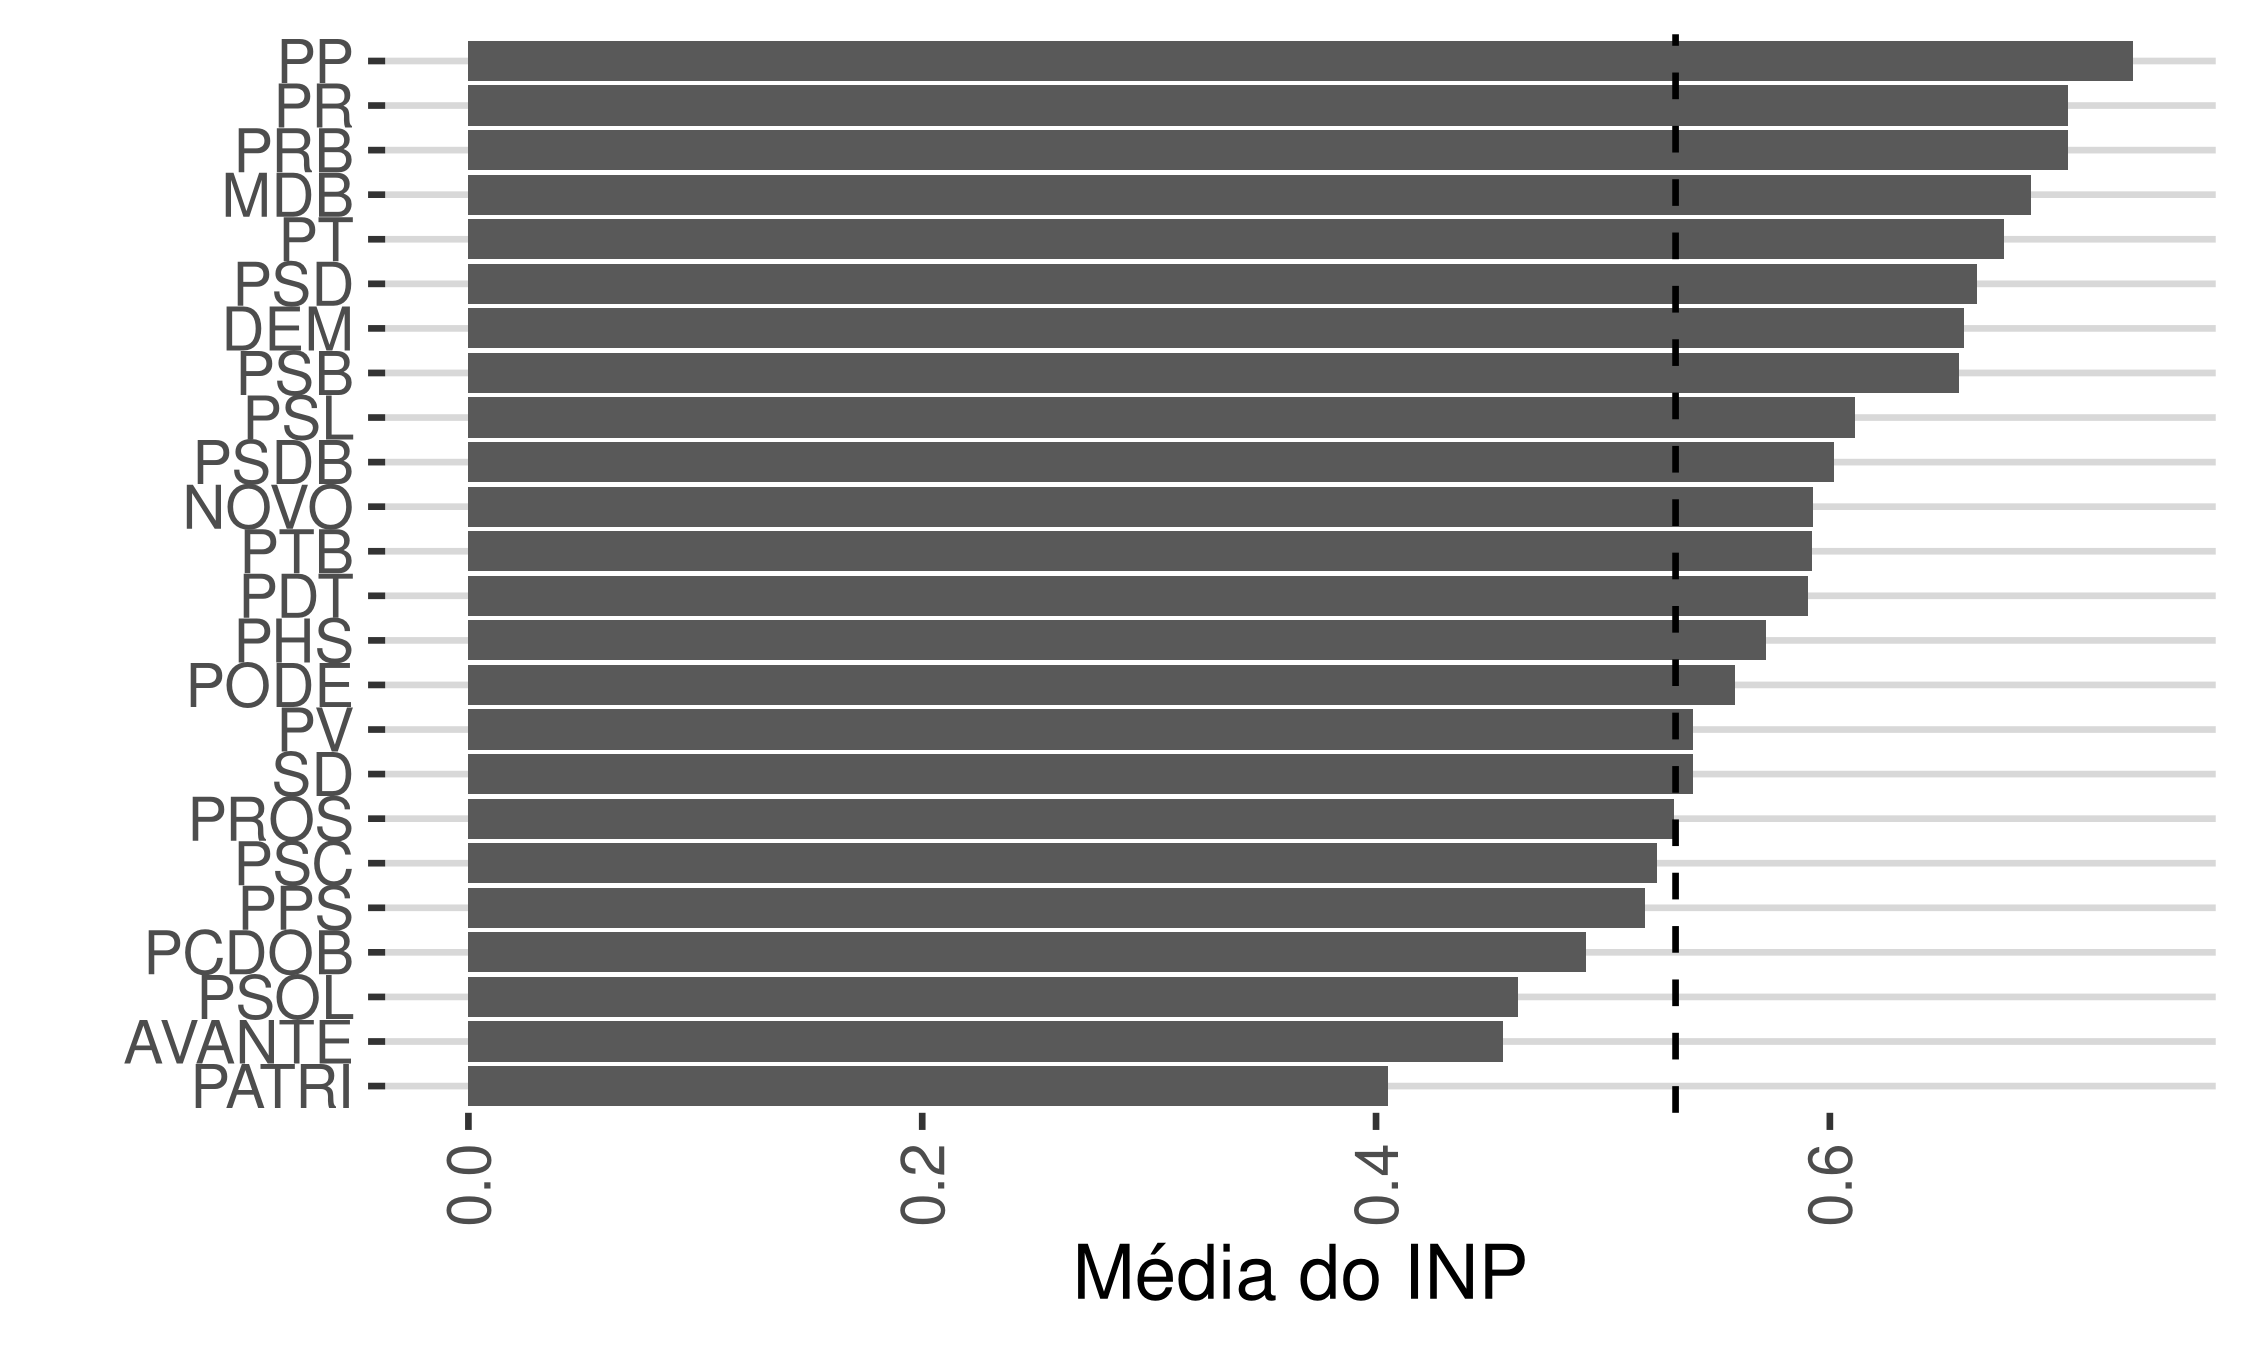 PP
PR
PRB
MDB
PT
PSD
DEM
PSB
PSL
PSDB
NOVO
PTB
PDT
PHS
PODE
PV
SD
PROS
PSC
PPS
PCDOB
PSOL
AVANTE
PATRI
0.0
0.2
0.4
0.6
Média do INP